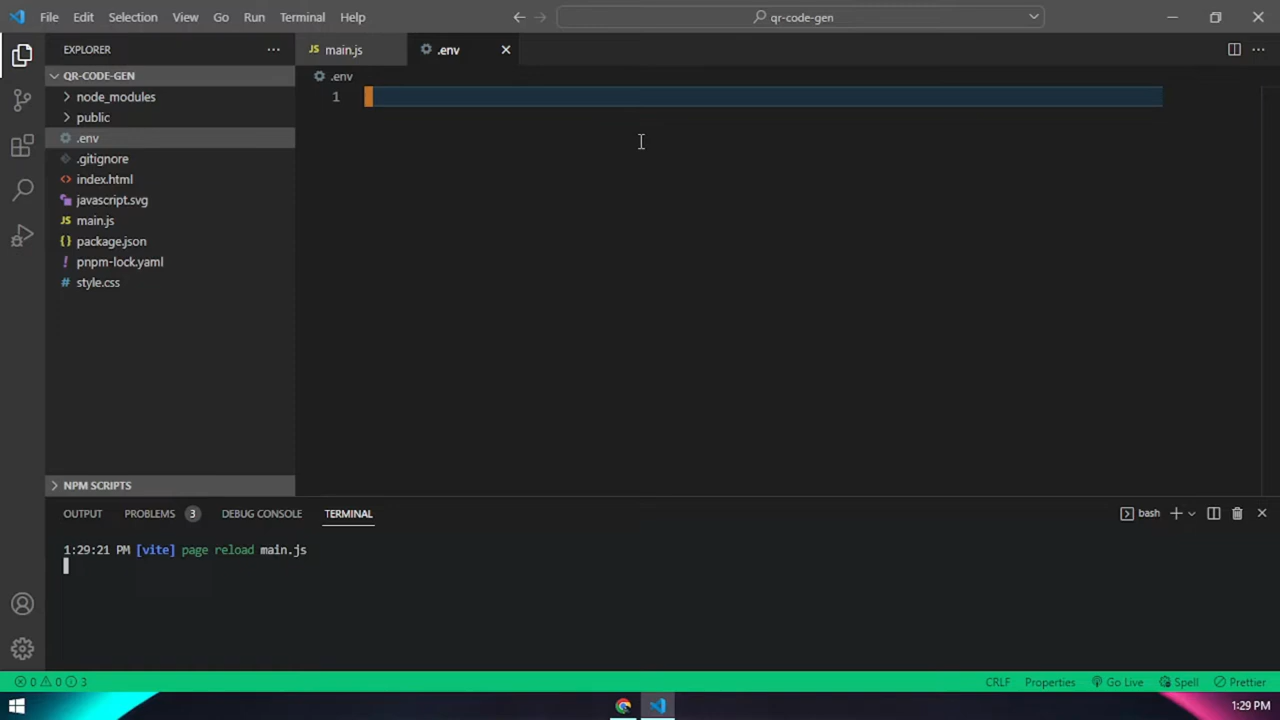 File Edit Selection View Go Run Terminal Help
qr-code-gen
EXPLORER
main.js
.env
QR-CODE-GEN
.env
node_modules
1
public
.env
.gitignore
index.html
javascript.svg
JS main.js
{} package.json
! pnpm-lock.yaml
# style.css
NPM SCRIPTS
OUTPUT PROBLEMS 3 DEBUG CONSOLE TERMINAL
bash
1:29:21 PM [vite] page reload main.js
0 0 3
CRLF Properties Go Live Spell Prettier
1:29 PM